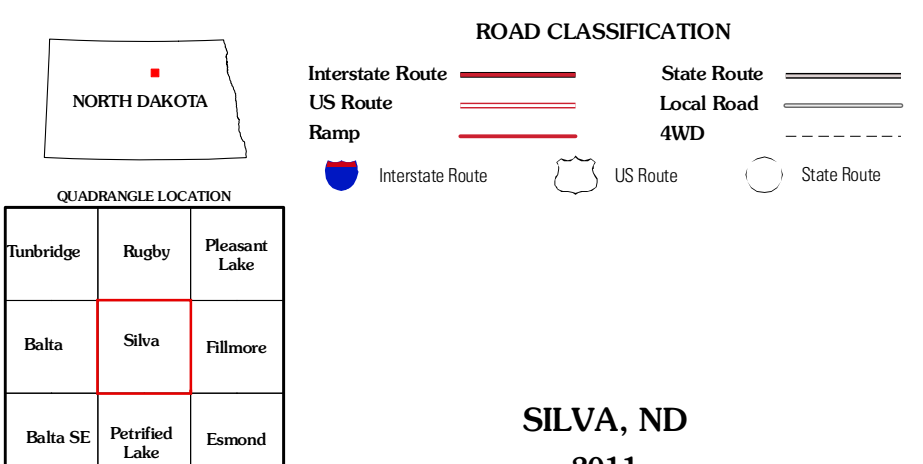 ROAD CLASSIFICATION
Interstate Route
State Route
US Route
Local Road
Ramp
4WD
Interstate Route
US Route
State Route
NORTH DAKOTA
QUADRANGLE LOCATION
Tunbridge
Rugby
Pleasant
Lake
Balta
Silva
Fillmore
Balta SE
Petrified
Lake
Esmond
SILVA, ND
2011